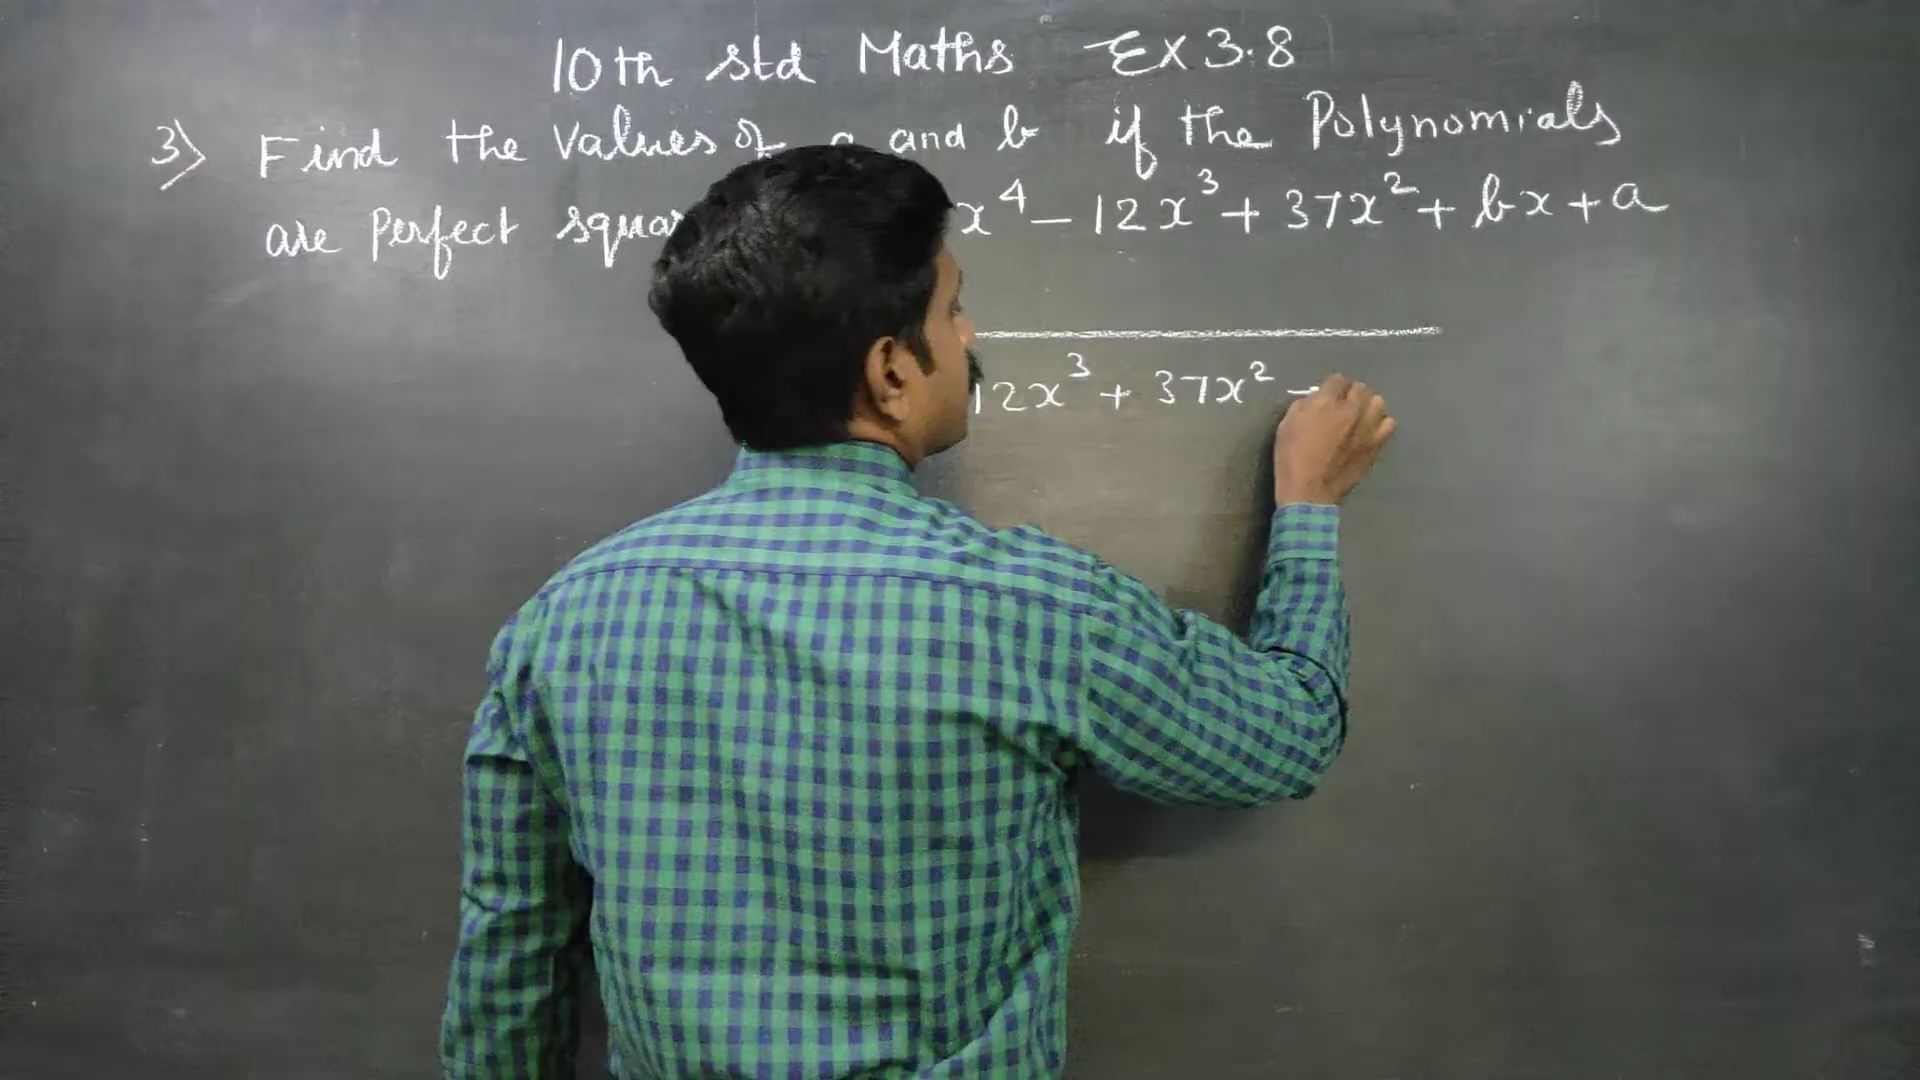 10th std Maths Ex 3.8
3) Find the values of a and b if the Polynomials
are Perfect squa x⁴ - 12x³ + 37x² + bx + a
12x³ + 37x²